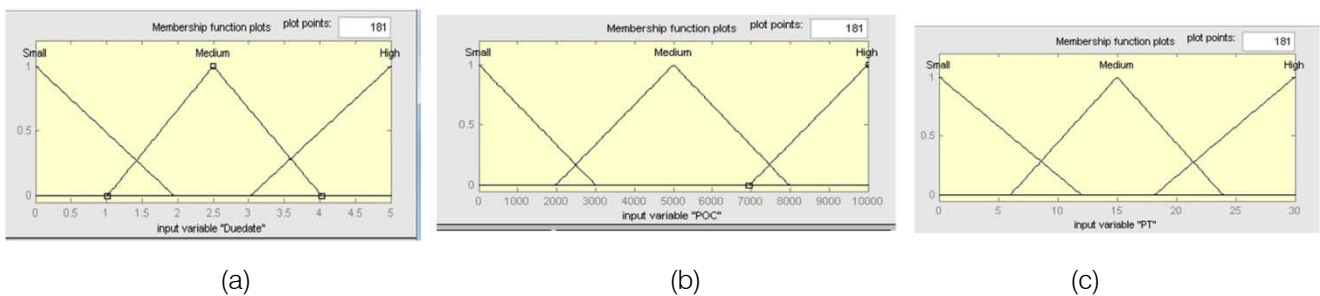 Membership function plots plot points: 181
Small Medium High
1
0.5
0
0 0.5 1 1.5 2 2.5 3 3.5 4 4.5 5
input variable "Duedate"
(a)
Membership function plots plot points: 181
Small Medium High
1
0.5
0
0 1000 2000 3000 4000 5000 6000 7000 8000 9000 10000
input variable "POC"
(b)
Membership function plots plot points: 181
Small Medium High
1
0.5
0
0 5 10 15 20 25 30
input variable "PT"
(c)